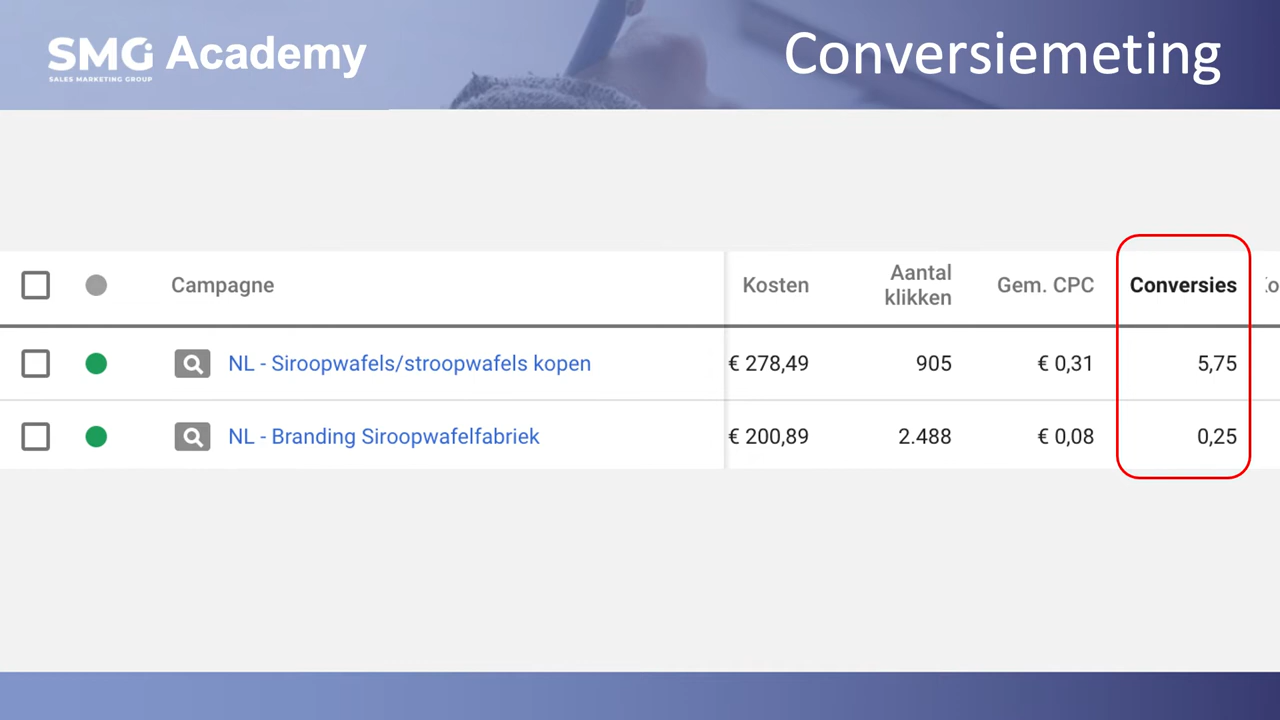 SMG Academy
SALES MARKETING GROUP
Conversiemeting
Campagne
Kosten
Aantal
klikken
Gem. CPC
Conversies
NL - Siroopwafels/stroopwafels kopen
€ 278,49
905
€ 0,31
5,75
NL - Branding Siroopwafelfabriek
€ 200,89
2.488
€ 0,08
0,25